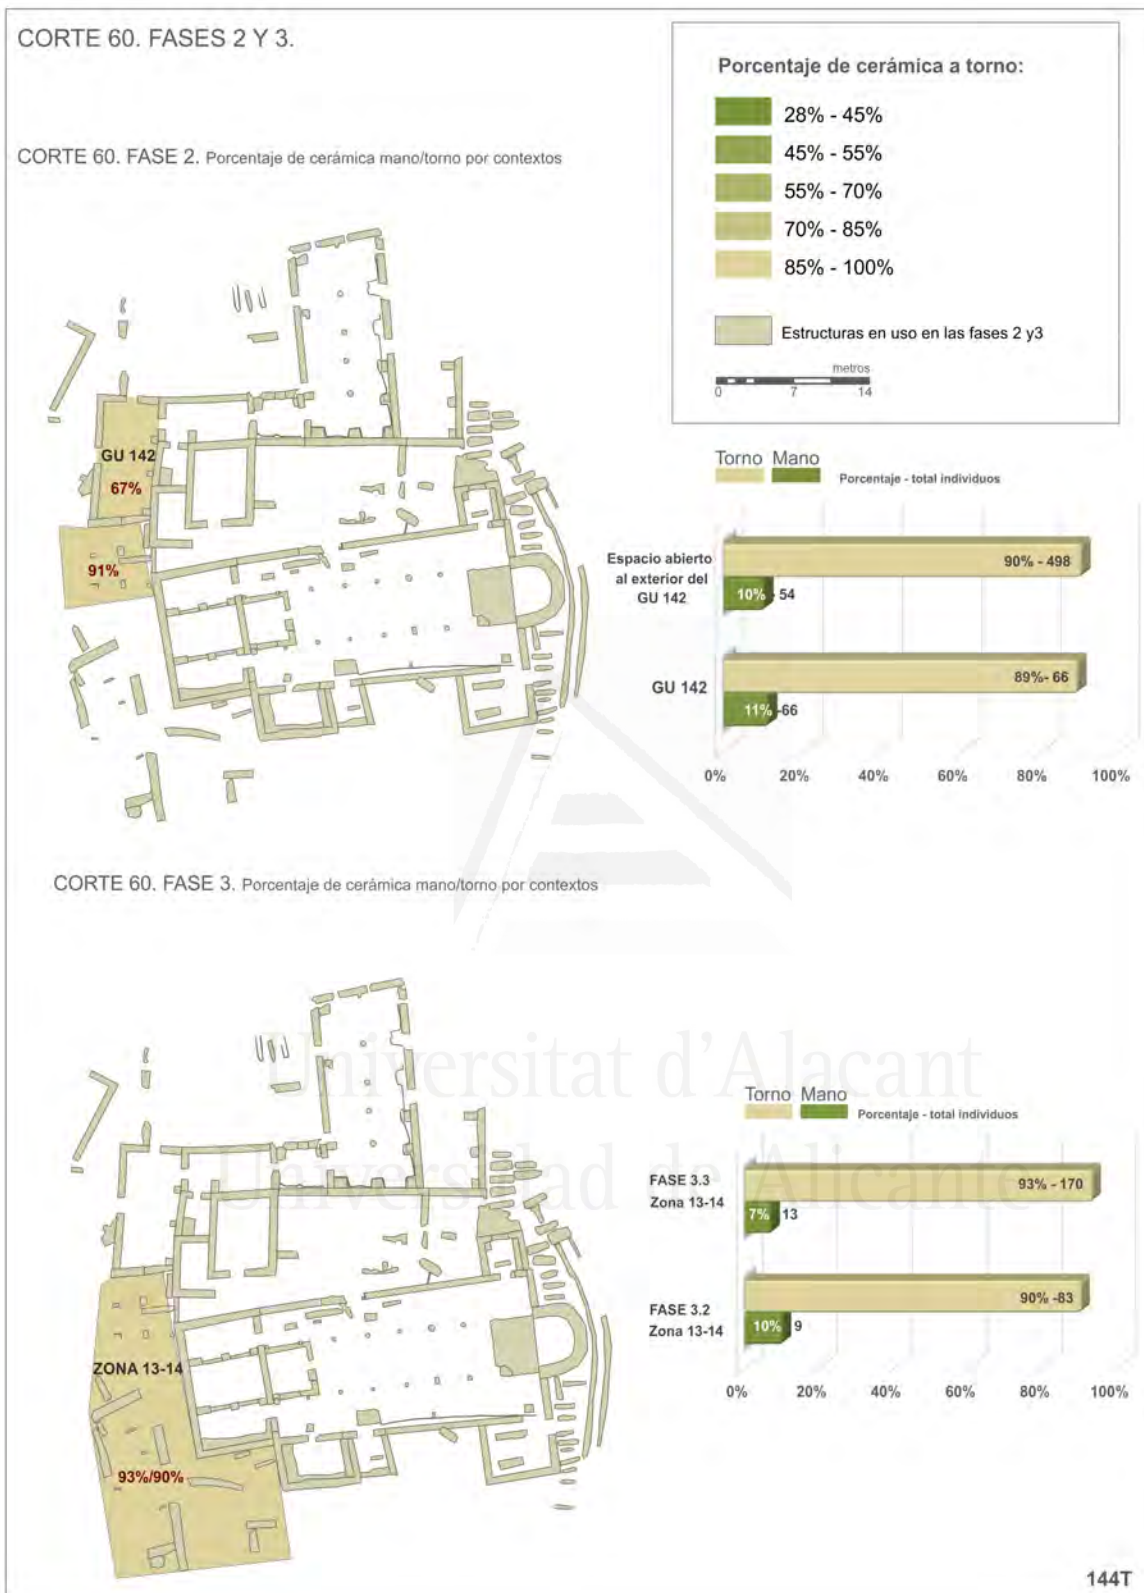 CORTE 60. FASES 2 Y 3.
CORTE 60. FASE 2. Porcentaje de cerámica mano/torno por contextos
Porcentaje de cerámica a torno:
28% - 45%
45% - 55%
55% - 70%
70% - 85%
85% - 100%
Estructuras en uso en las fases 2 y3
metros
0 7 14
GU 142
67%
91%
Torno Mano
Porcentaje - total individuos
Espacio abierto
al exterior del
GU 142
90% - 498
10% - 54
GU 142
89%- 66
11% -66
0% 20% 40% 60% 80% 100%
CORTE 60. FASE 3. Porcentaje de cerámica mano/torno por contextos
Universitat d'Alacant
Universidad de Alicante
ZONA 13-14
93%/90%
Torno Mano
Porcentaje - total individuos
FASE 3.3
Zona 13-14
93% - 170
7% 13
FASE 3.2
Zona 13-14
90% -83
10% 9
0% 20% 40% 60% 80% 100%
144T